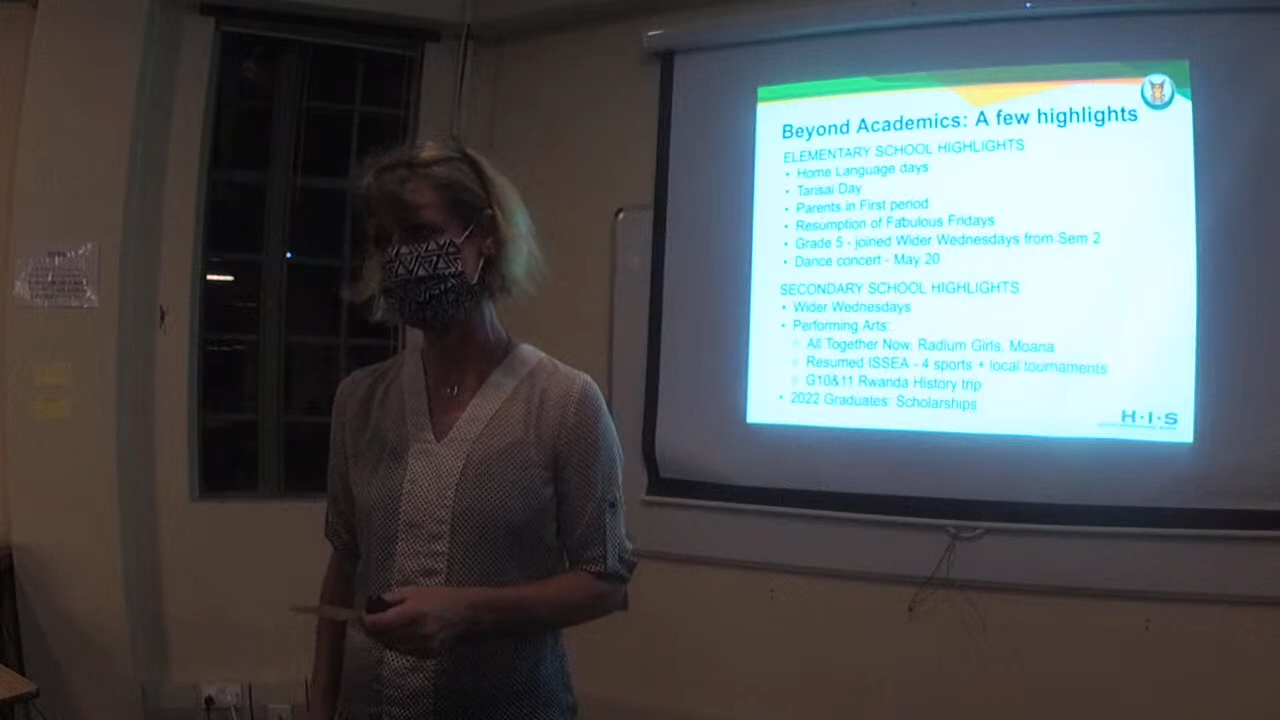 Beyond Academics: A few highlights
ELEMENTARY SCHOOL HIGHLIGHTS
• Home Language days
• Tarisai Day
• Parents in First period
• Resumption of Fabulous Fridays
• Grade 5 - joined Wider Wednesdays from Sem 2
• Dance concert - May 20
SECONDARY SCHOOL HIGHLIGHTS
• Wider Wednesdays
• Performing Arts:
All Together Now, Radium Girls, Moana
Resumed ISSEA - 4 sports + local tournaments
G10&11 Rwanda History trip
• 2022 Graduates: Scholarships
H·I·S